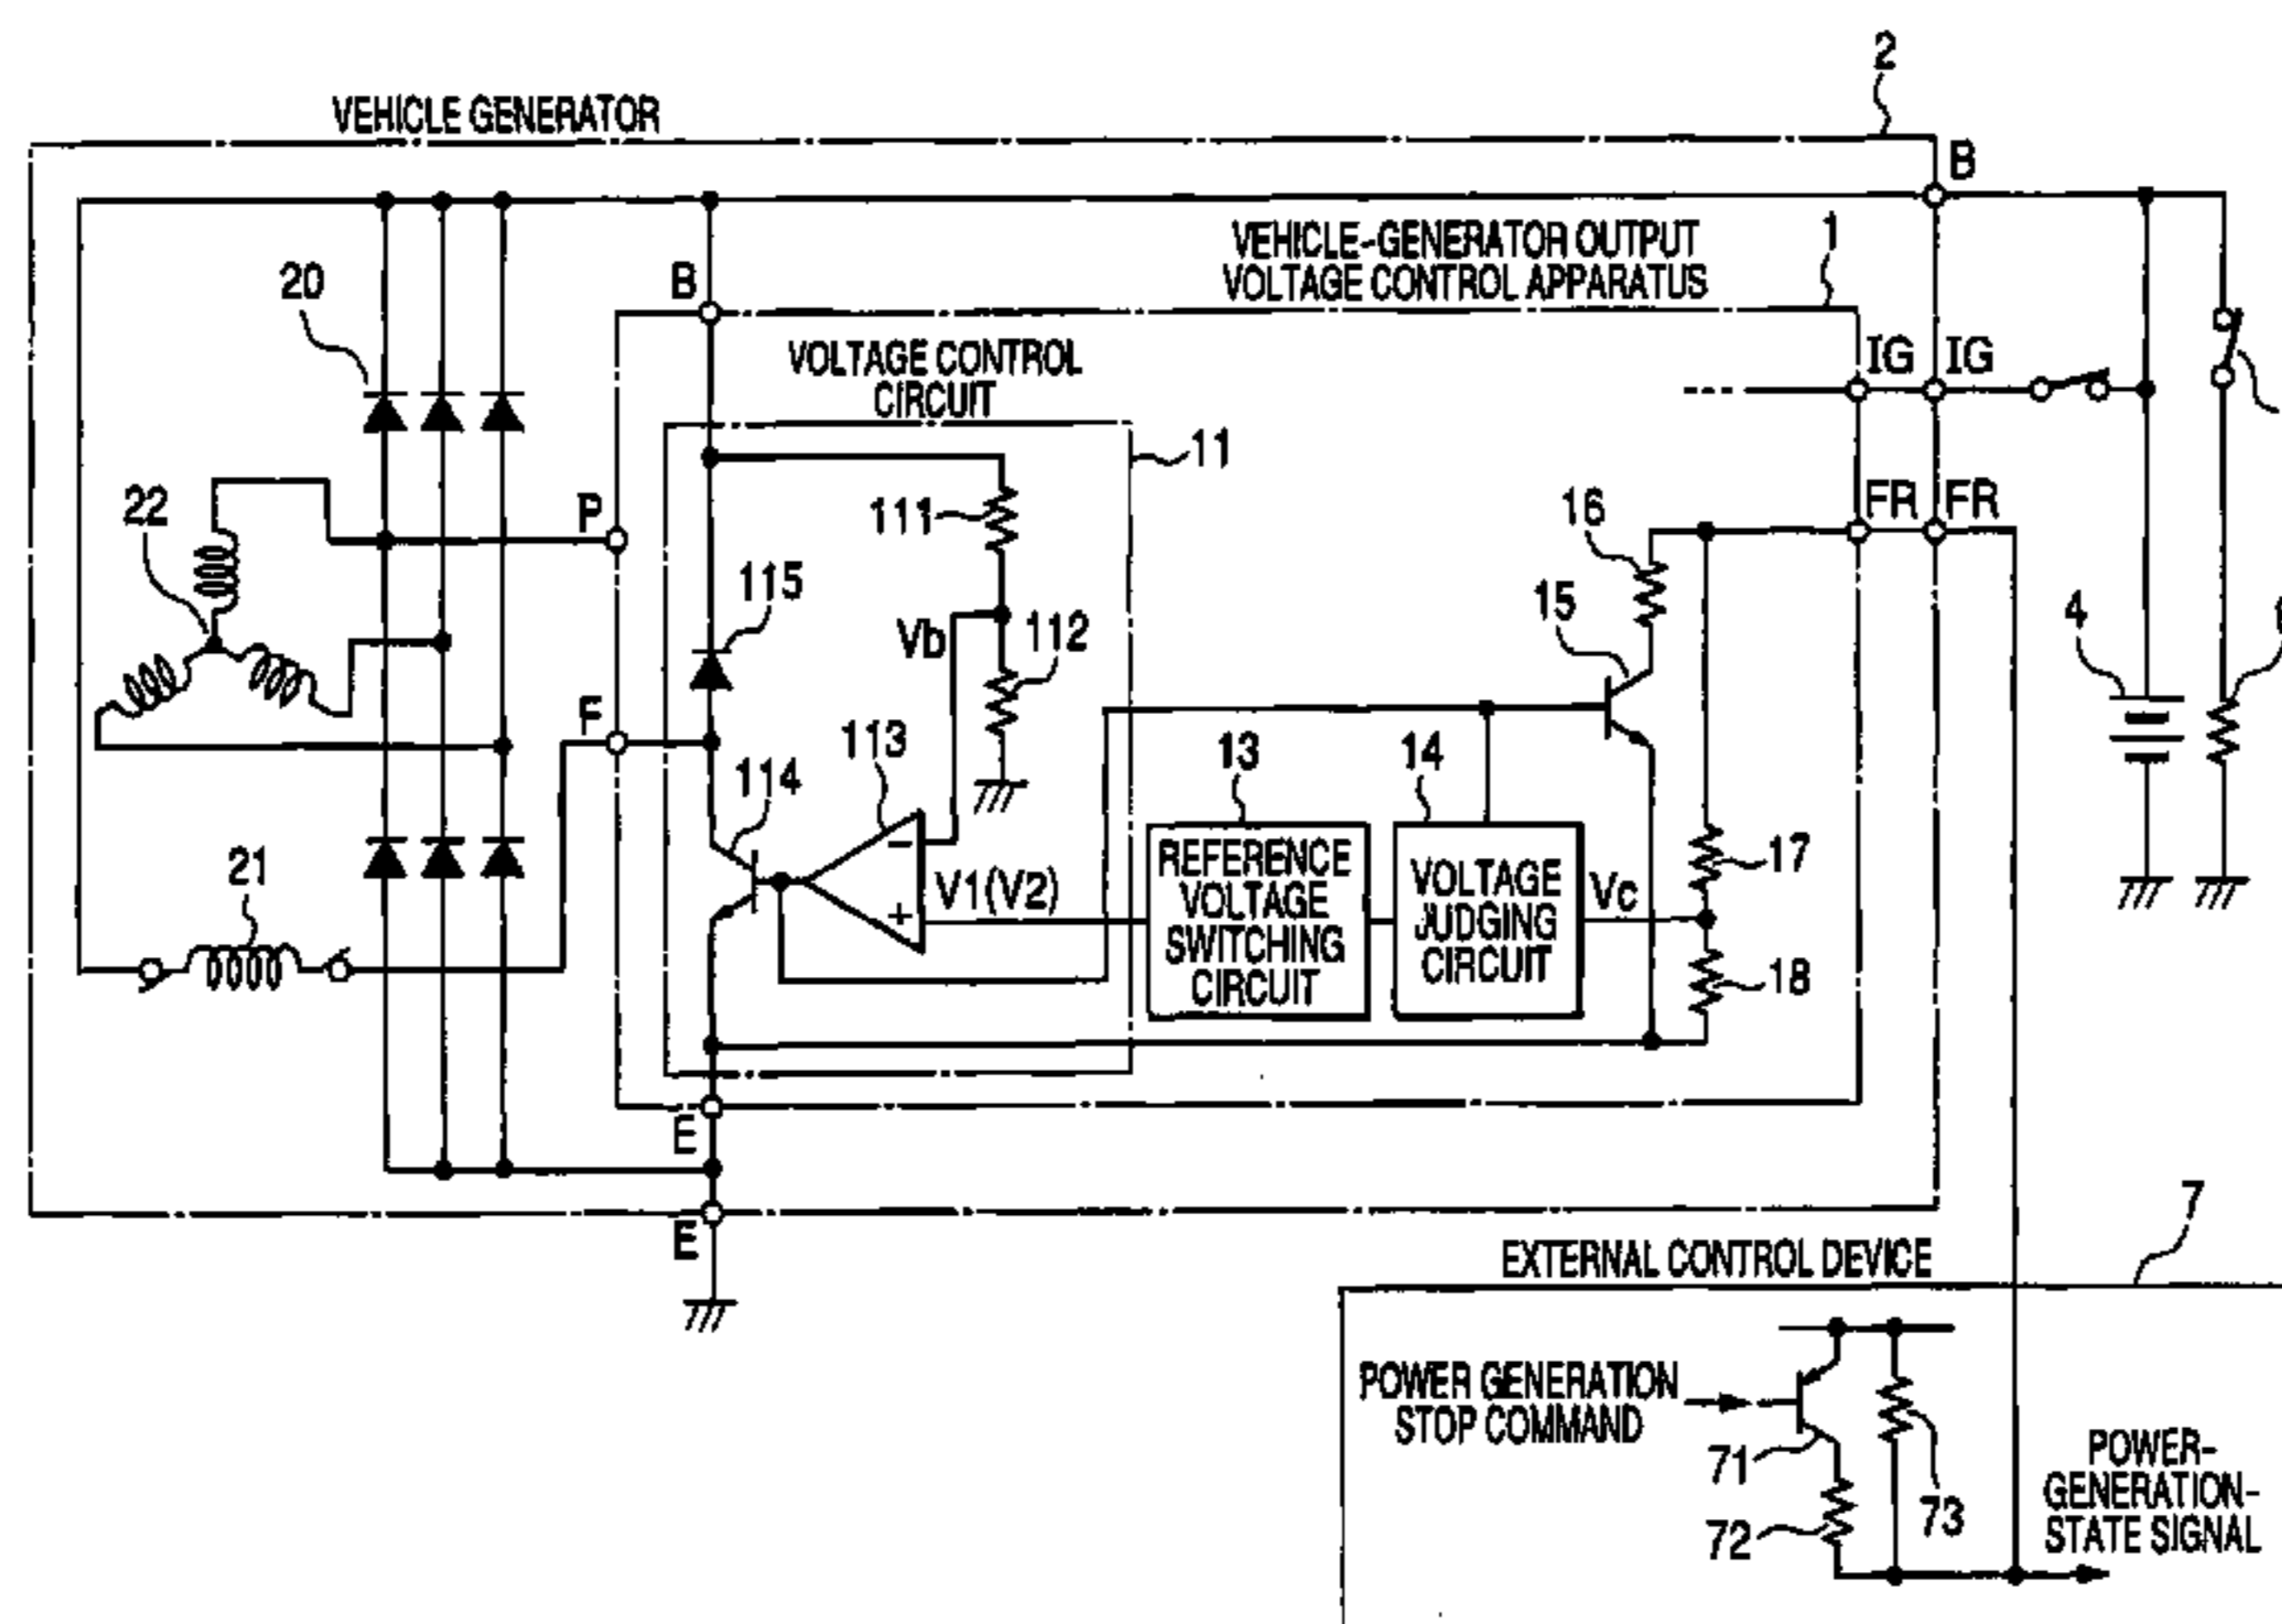 2
VEHICLE GENERATOR
B
VEHICLE-GENERATOR OUTPUT
VOLTAGE CONTROL APPARATUS
1
20
B
VOLTAGE CONTROL
CIRCUIT
IG
IG
11
22
P
111
16
FR
FR
115
15
Vb
112
4
F
113
114
13
14
21
REFERENCE
VOLTAGE
SWITCHING
CIRCUIT
VOLTAGE
JUDGING
CIRCUIT
17
V1(V2)
Vc
-
+
18
E
E
7
EXTERNAL CONTROL DEVICE
POWER GENERATION
STOP COMMAND
71
72
73
POWER-
GENERATION-
STATE SIGNAL